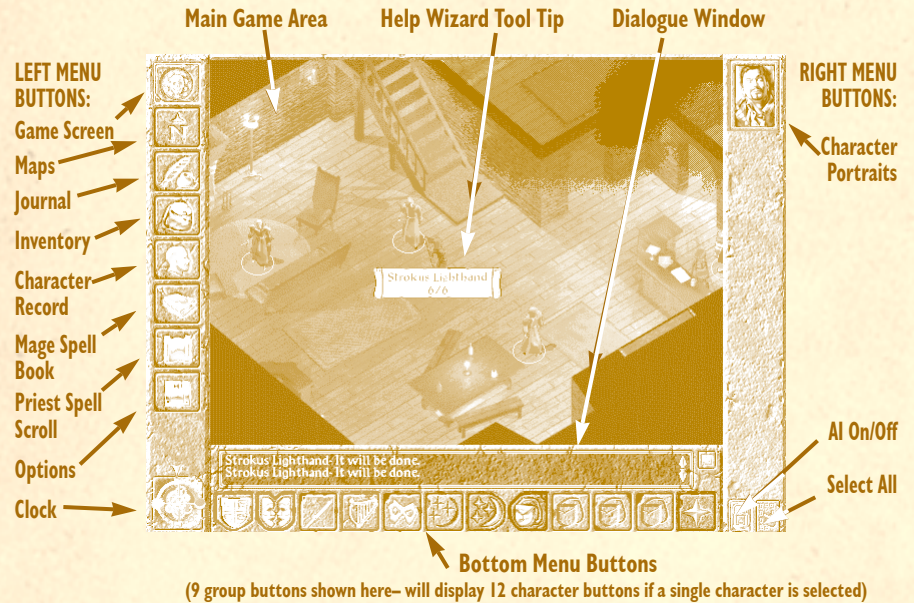 Main Game Area
Help Wizard Tool Tip
Dialogue Window
LEFT MENU
BUTTONS:
Game Screen
Maps
Journal
Inventory
Character
Record
Mage Spell
Book
Priest Spell
Scroll
Options
Clock
Strokus Lighthand
6/6
Strokus Lighthand- It will be done.
Strokus Lighthand- It will be done.
RIGHT MENU
BUTTONS:
Character
Portraits
AI On/Off
Select All
Bottom Menu Buttons
(9 group buttons shown here– will display 12 character buttons if a single character is selected)